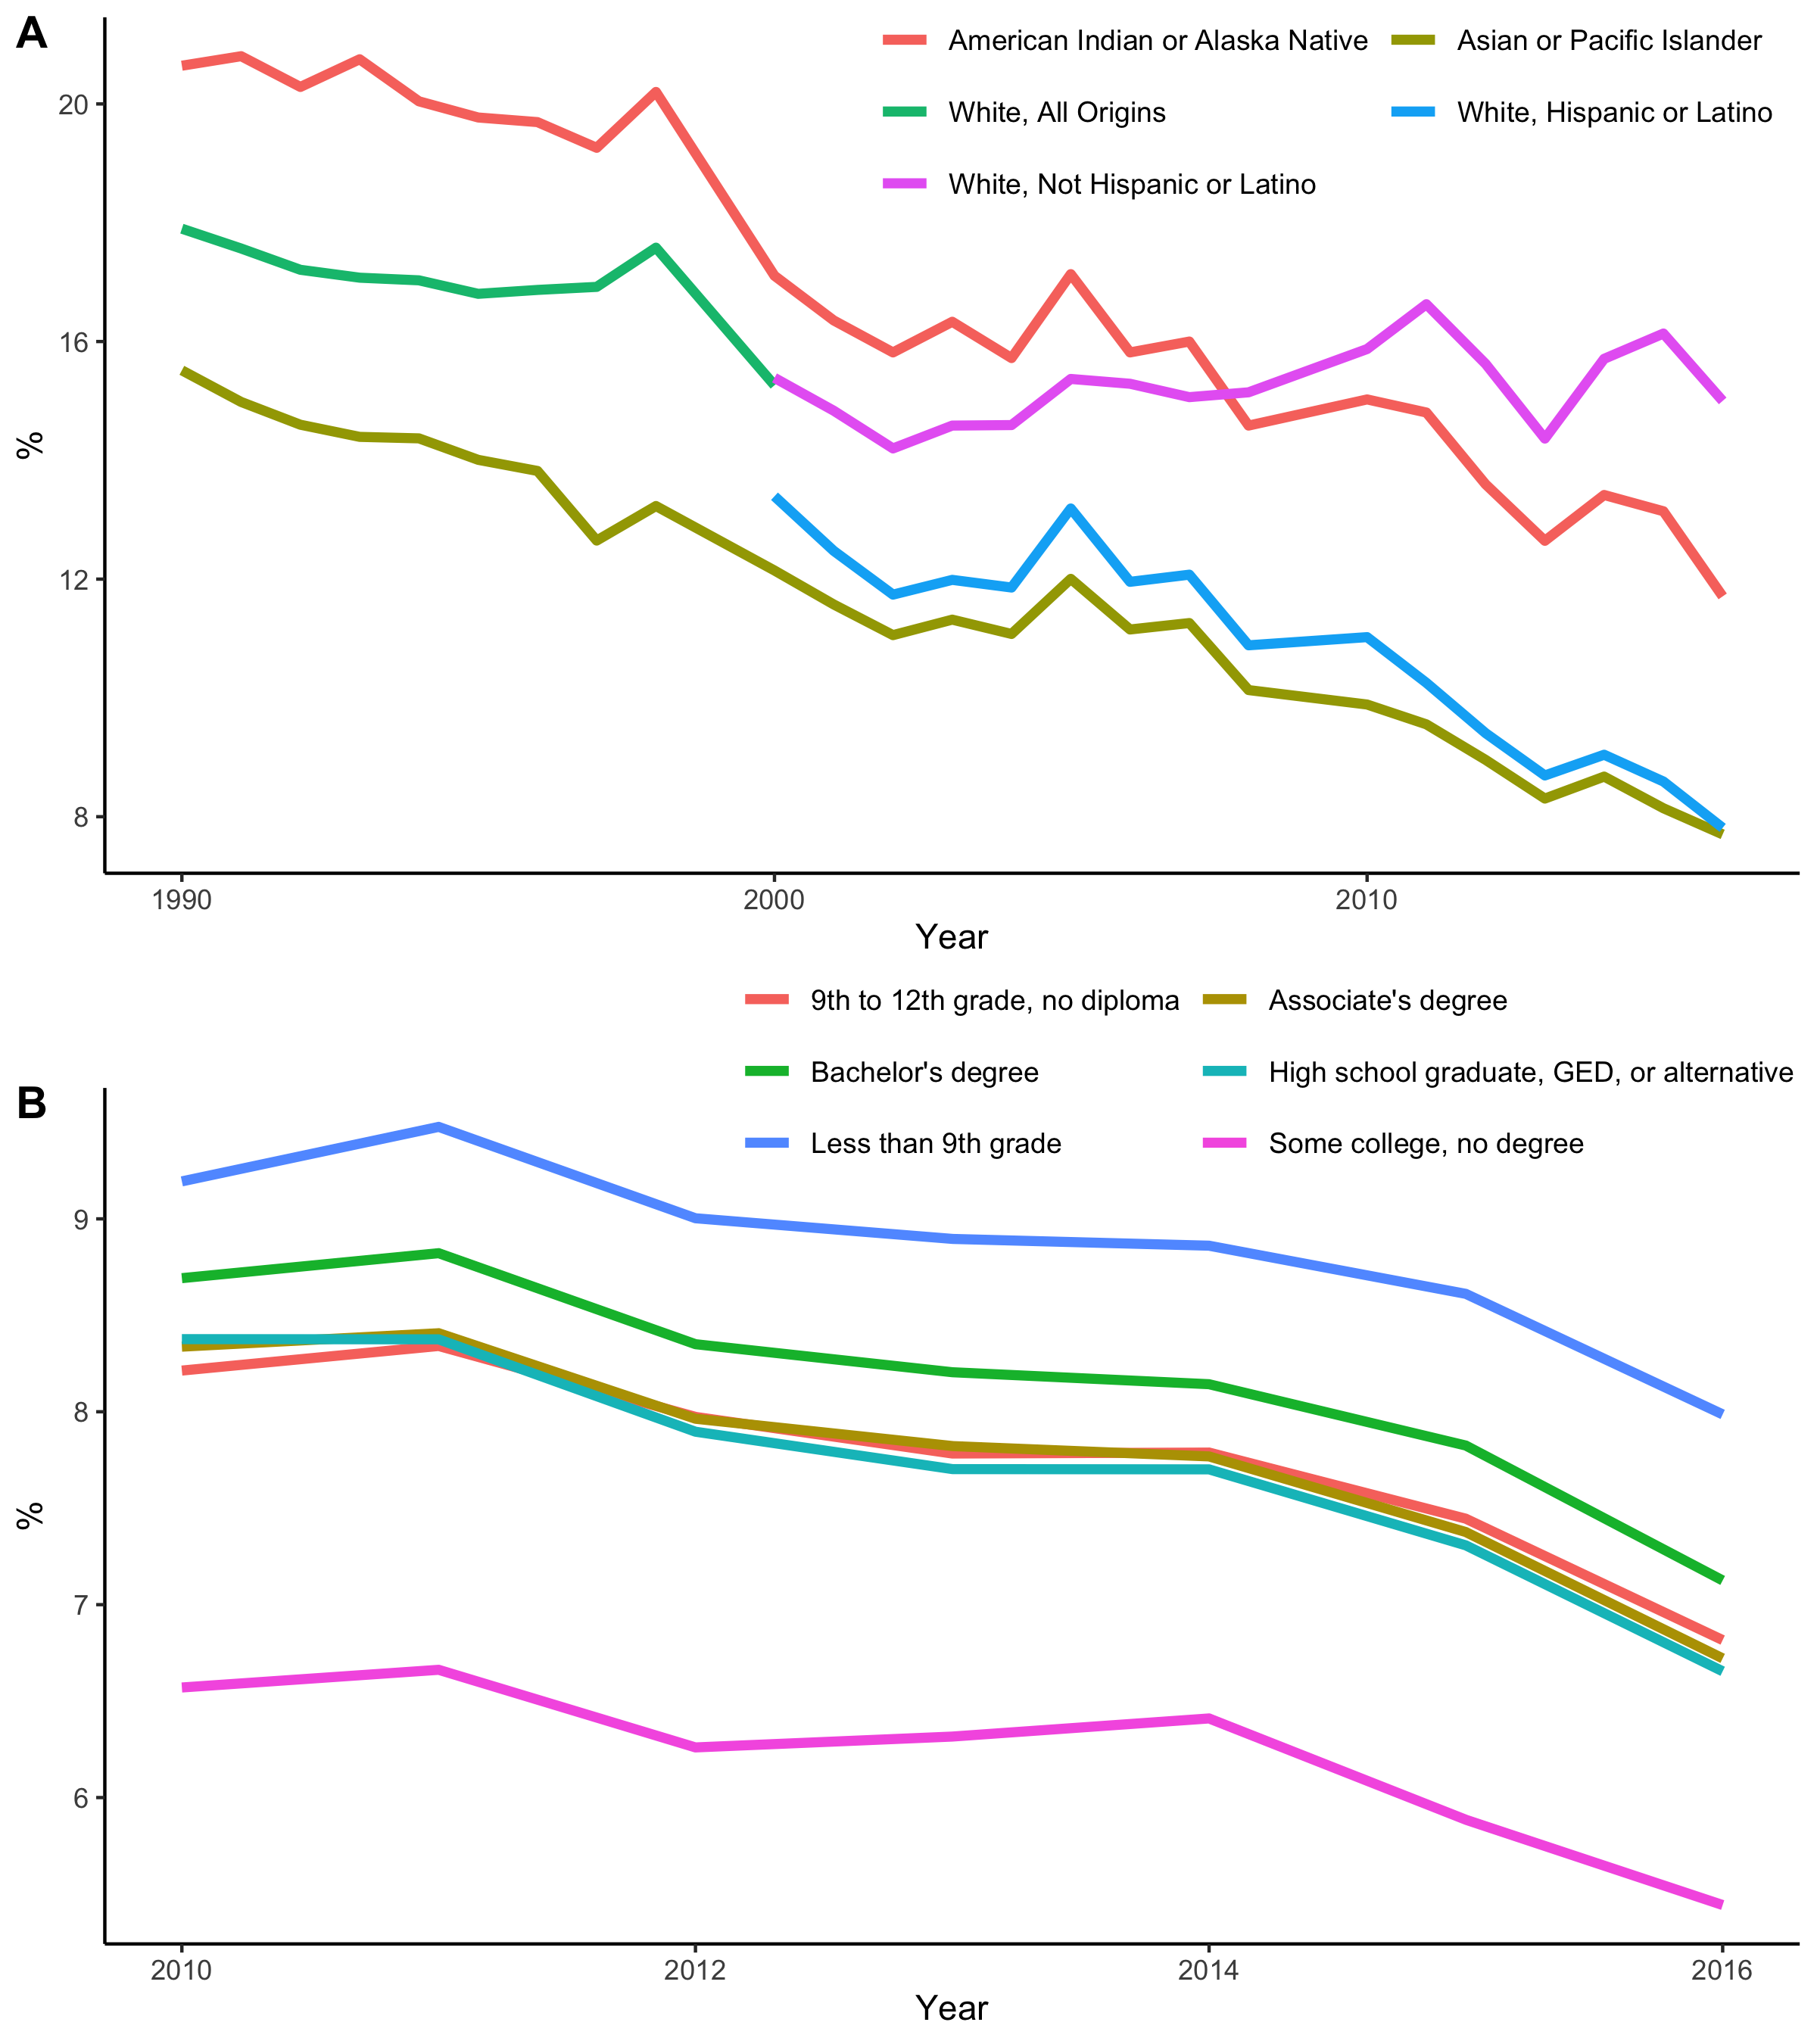 A
American Indian or Alaska Native Asian or Pacific Islander
White, All Origins White, Hispanic or Latino
White, Not Hispanic or Latino
20
16
12
8
%
1990 2000 2010
Year
9th to 12th grade, no diploma Associate's degree
Bachelor's degree High school graduate, GED, or alternative
Less than 9th grade Some college, no degree
B
9
8
7
6
%
2010 2012 2014 2016
Year